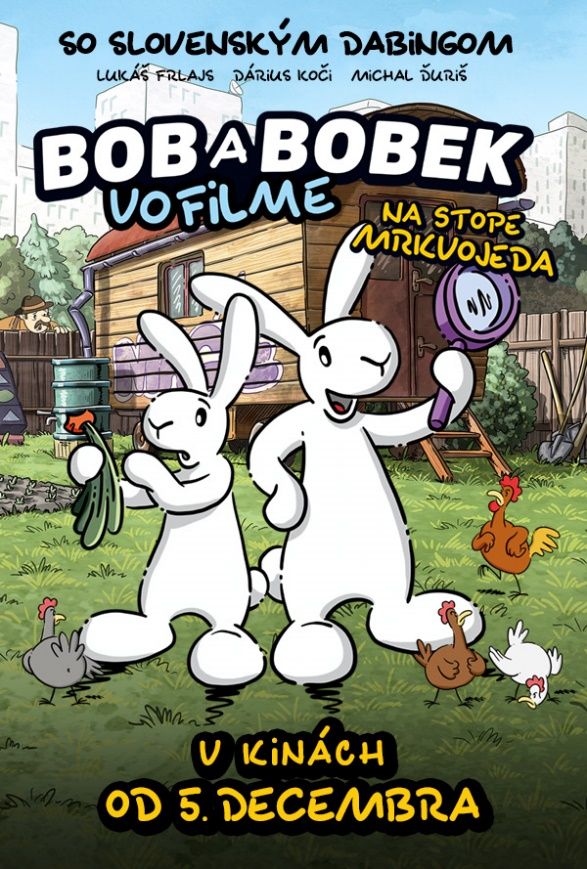 SO SLOVENSKÝM DABINGOM
LUKÁŠ FRLAJS DÁRIUS KOČI MICHAL ĎURIŠ
BOB A BOBEK
VO FILME
NA STOPE
MRKVOJEDA
V KINÁCH
OD 5. DECEMBRA